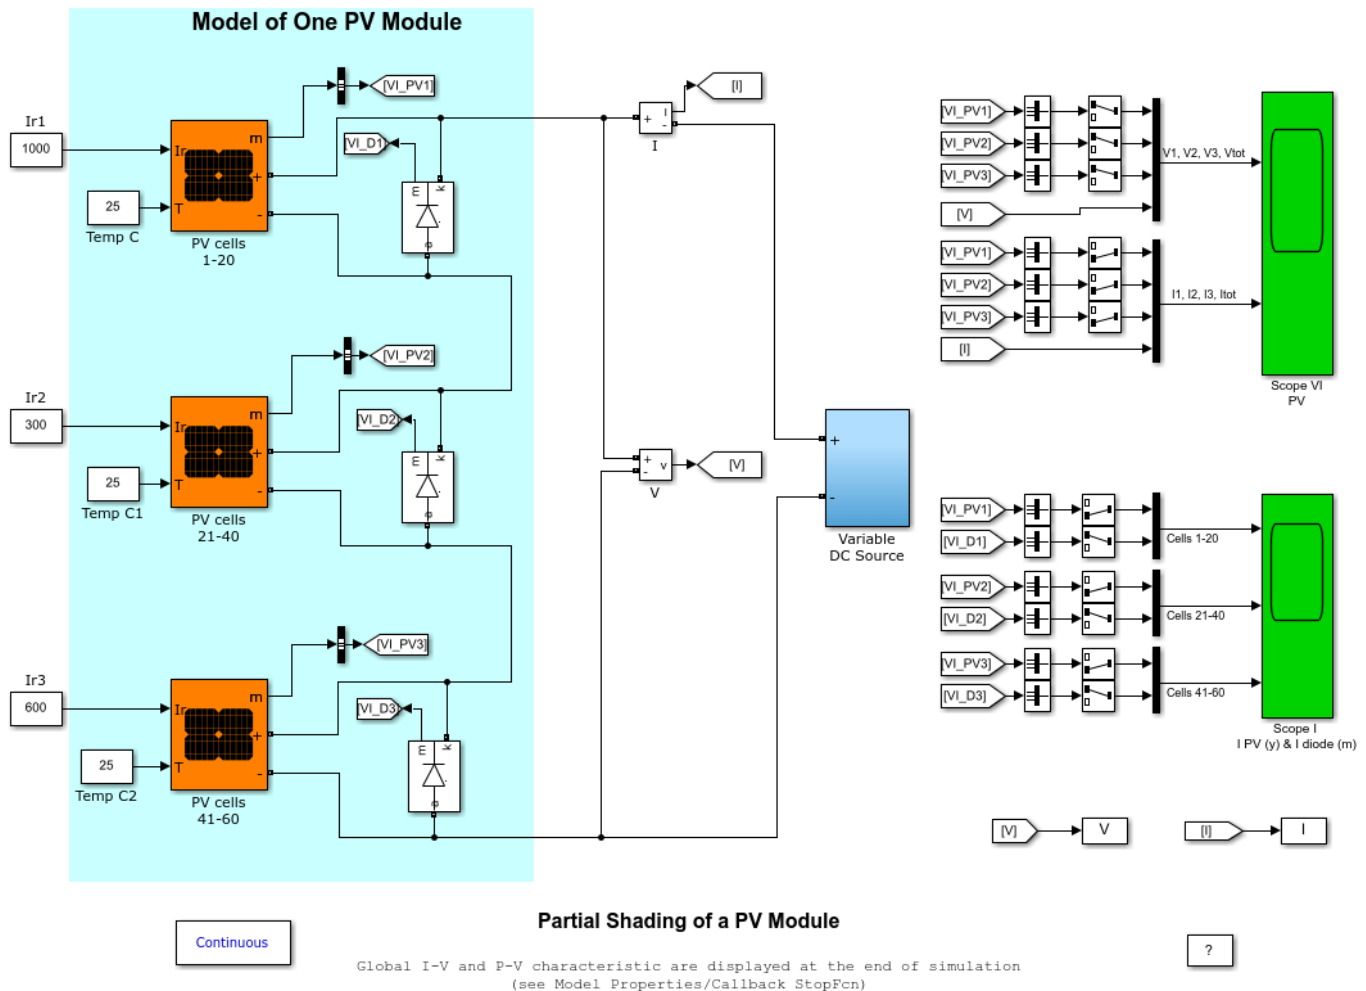 Model of One PV Module
Ir1
1000
25
Temp C
Ir
T
m
+
-
PV cells
1-20
[VI_PV1]
[VI_D1]
m
k
a
Ir2
300
25
Temp C1
Ir
T
m
+
-
PV cells
21-40
[VI_PV2]
[VI_D2]
m
k
a
Ir3
600
25
Temp C2
Ir
T
m
+
-
PV cells
41-60
[VI_PV3]
[VI_D3]
m
k
a
[I]
+
I
-
I
+
-
v
V
[V]
+
-
Variable
DC Source
[VI_PV1]
[VI_PV2]
[VI_PV3]
[V]
V1, V2, V3, Vtot
[VI_PV1]
[VI_PV2]
[VI_PV3]
[I]
I1, I2, I3, Itot
Scope VI
PV
[VI_PV1]
[VI_D1]
Cells 1-20
[VI_PV2]
[VI_D2]
Cells 21-40
[VI_PV3]
[VI_D3]
Cells 41-60
Scope I
I PV (y) & I diode (m)
[V]
V
[I]
I
Continuous
Partial Shading of a PV Module
?
Global I-V and P-V characteristic are displayed at the end of simulation
(see Model Properties/Callback StopFcn)